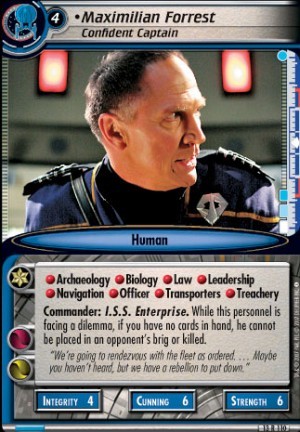 4
•Maximilian Forrest
Confident Captain
Human
Archaeology Biology Law Leadership
Navigation Officer Transporters Treachery
Commander: I.S.S. Enterprise. While this personnel is
facing a dilemma, if you have no cards in hand, he cannot
be placed in an opponent's brig or killed.
"We're going to rendezvous with the fleet as ordered. .... Maybe
you haven't heard, but we have a rebellion to put down."
INTEGRITY 4 CUNNING 6 STRENGTH 6